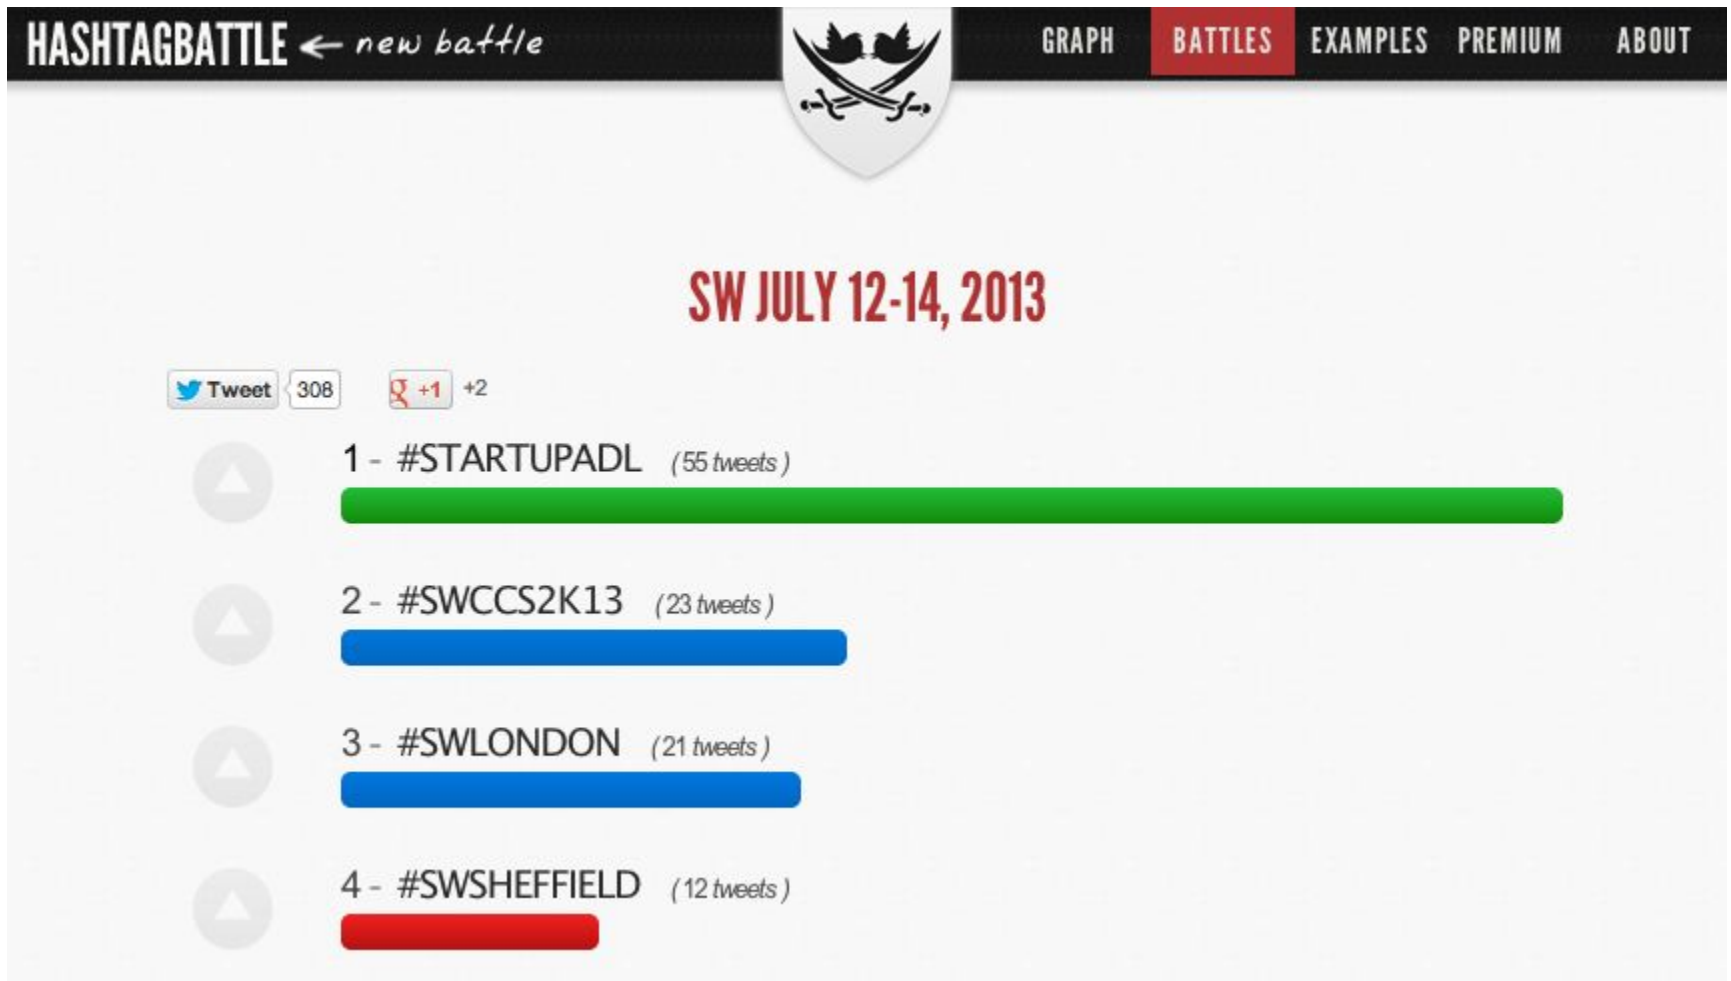 HASHTAGBATTLE ← new battle GRAPH BATTLES EXAMPLES PREMIUM ABOUT
SW JULY 12-14, 2013
Tweet 308 g +1 +2
1 - #STARTUPADL (55 tweets)
2 - #SWCCS2K13 (23 tweets)
3 - #SWLONDON (21 tweets)
4 - #SWSHEFFIELD (12 tweets)